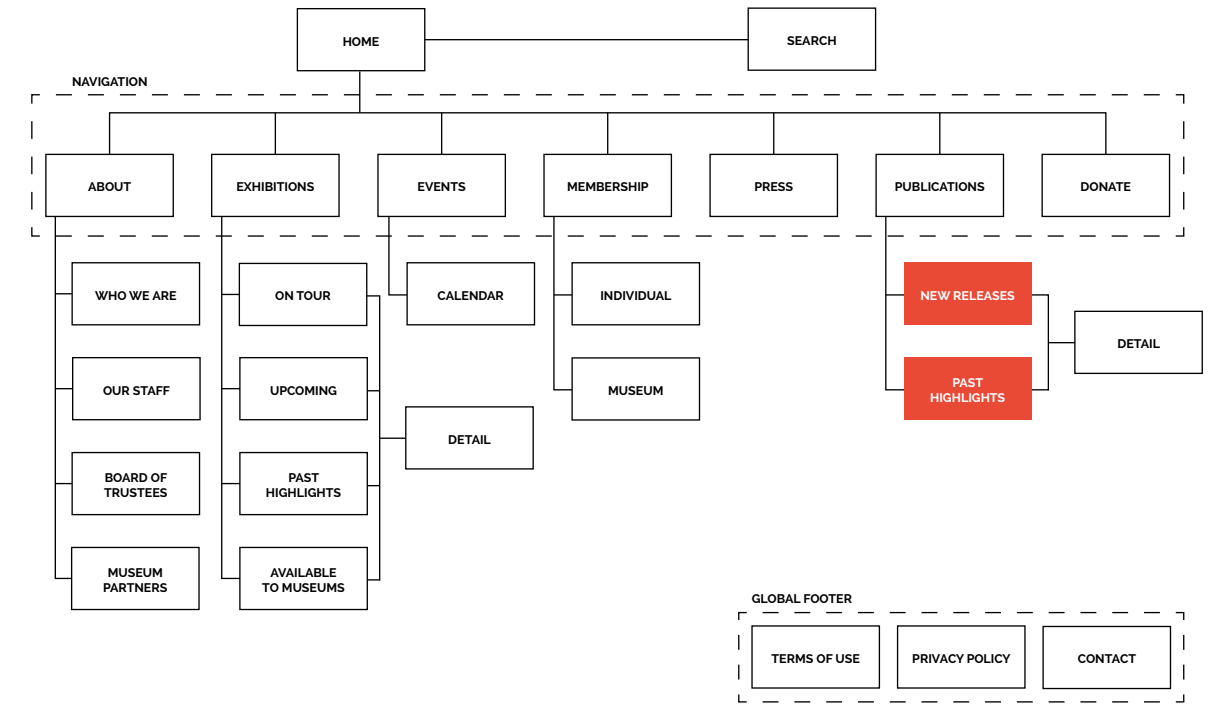 HOME
SEARCH
NAVIGATION
ABOUT
EXHIBITIONS
EVENTS
MEMBERSHIP
PRESS
PUBLICATIONS
DONATE
WHO WE ARE
OUR STAFF
BOARD OF
TRUSTEES
MUSEUM
PARTNERS
ON TOUR
UPCOMING
PAST
HIGHLIGHTS
AVAILABLE
TO MUSEUMS
DETAIL
CALENDAR
INDIVIDUAL
MUSEUM
NEW RELEASES
PAST
HIGHLIGHTS
DETAIL
GLOBAL FOOTER
TERMS OF USE
PRIVACY POLICY
CONTACT